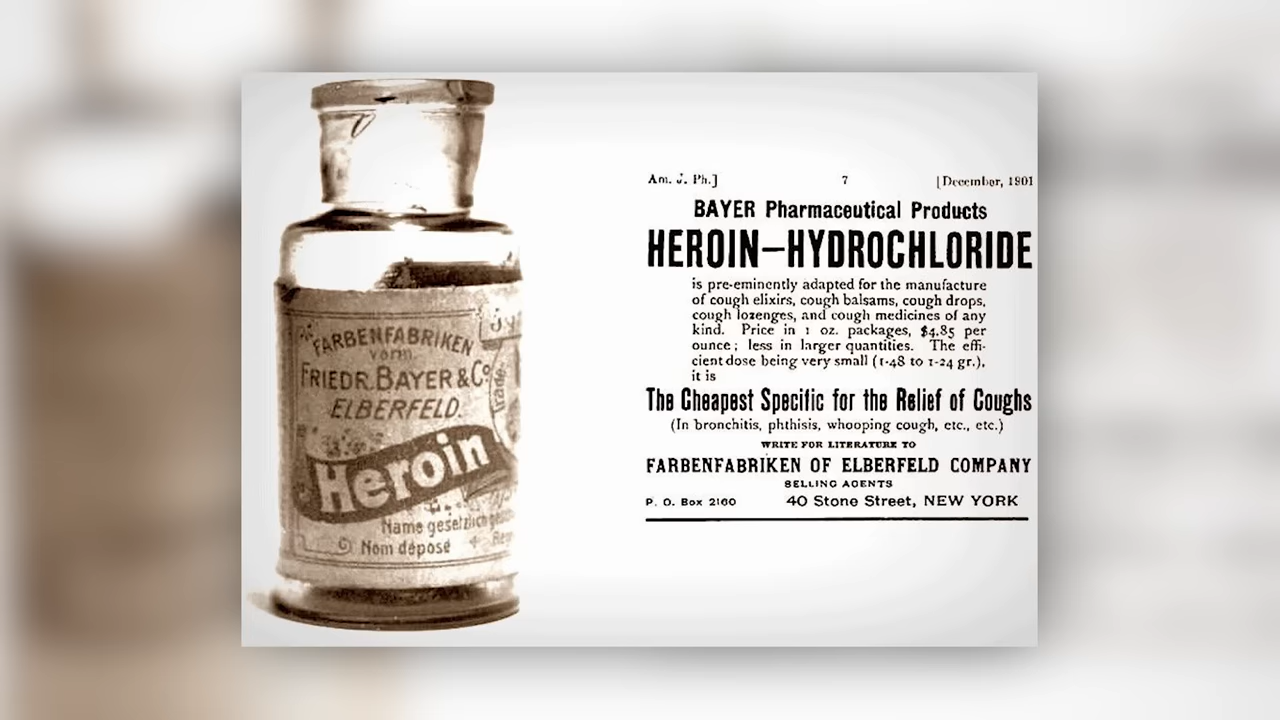 FARBENFABRIKEN
vorm.
FRIEDR. BAYER & Co.
ELBERFELD.
Trade-
Heroin
Name gesetzlich
Nom déposé
Am. J. Ph.] 7 [December, 1901
BAYER Pharmaceutical Products
HEROIN—HYDROCHLORIDE
is pre-eminently adapted for the manufacture
of cough elixirs, cough balsams, cough drops,
cough lozenges, and cough medicines of any
kind. Price in 1 oz. packages, $4.85 per
ounce; less in larger quantities. The effi-
cient dose being very small (1-48 to 1-24 gr.),
it is
The Cheapest Specific for the Relief of Coughs
(In bronchitis, phthisis, whooping cough, etc., etc.)
WRITE FOR LITERATURE TO
FARBENFABRIKEN OF ELBERFELD COMPANY
SELLING AGENTS
P. O. Box 2160 40 Stone Street, NEW YORK